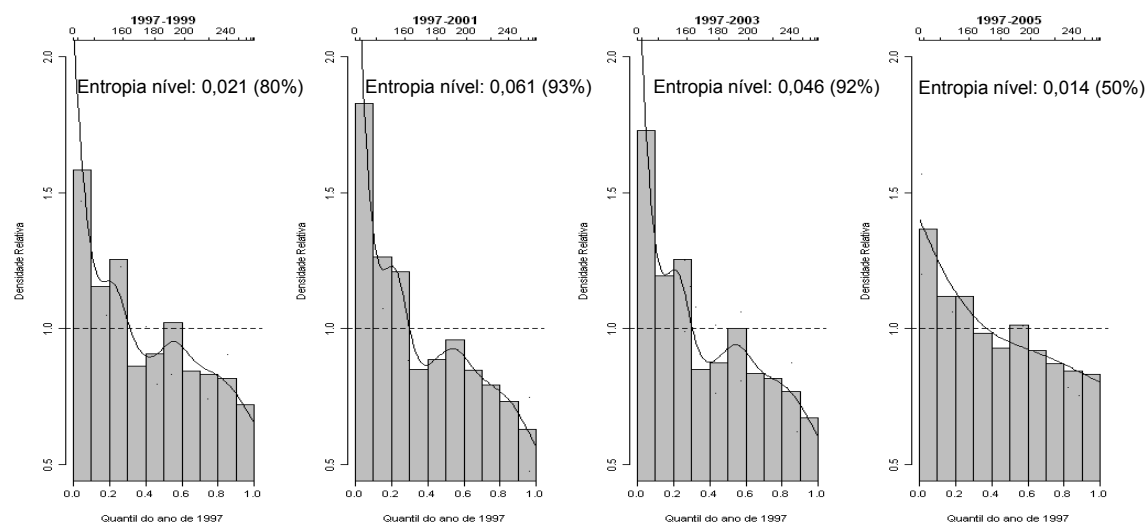 1997-1999
0 160 200 240
Entropia nível: 0,021 (80%)
Densidade Relativa
2.0
1.5
1.0
0.5
0.0 0.2 0.4 0.6 0.8 1.0
Quantil do ano de 1997
1997-2001
0 160 200 240
Entropia nível: 0,061 (93%)
Densidade Relativa
2.0
1.5
1.0
0.5
0.0 0.2 0.4 0.6 0.8 1.0
Quantil do ano de 1997
1997-2003
0 160 200 240
Entropia nível: 0,046 (92%)
Densidade Relativa
2.0
1.5
1.0
0.5
0.0 0.2 0.4 0.6 0.8 1.0
Quantil do ano de 1997
1997-2005
0 160 200 240
Entropia nível: 0,014 (50%)
Densidade Relativa
2.0
1.5
1.0
0.5
0.0 0.2 0.4 0.6 0.8 1.0
Quantil do ano de 1997